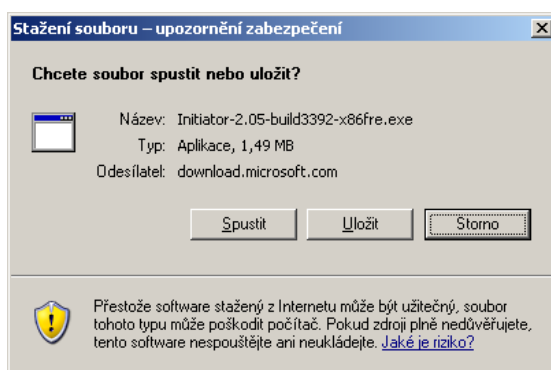 Stažení souboru – upozornění zabezpečení
Chcete soubor spustit nebo uložit?
Název: Initiator-2.05-build3392-x86fre.exe
Typ: Aplikace, 1,49 MB
Odesílatel: download.microsoft.com
Spustit Uložit Storno
Přestože software stažený z Internetu může být užitečný, soubor
tohoto typu může poškodit počítač. Pokud zdroji plně nedůvěřujete,
tento software nespouštějte ani neukládejte. Jaké je riziko?